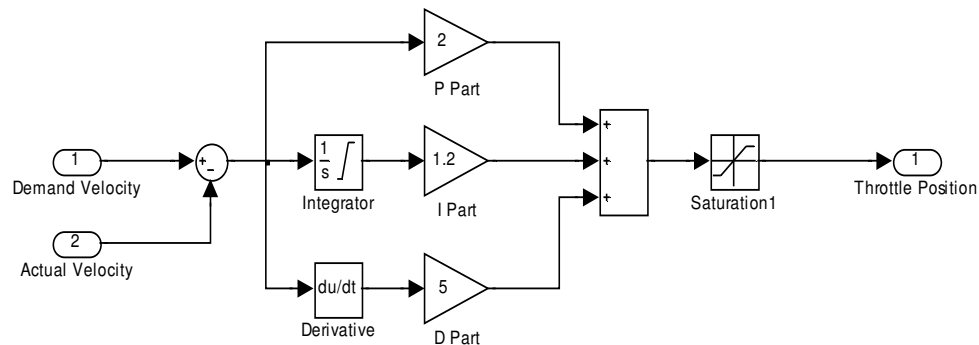 2
P Part
+
1
+
−
1
s
1.2
+
1
Demand Velocity
Integrator
I Part
+
Saturation1
Throttle Position
2
Actual Velocity
du/dt
5
Derivative
D Part